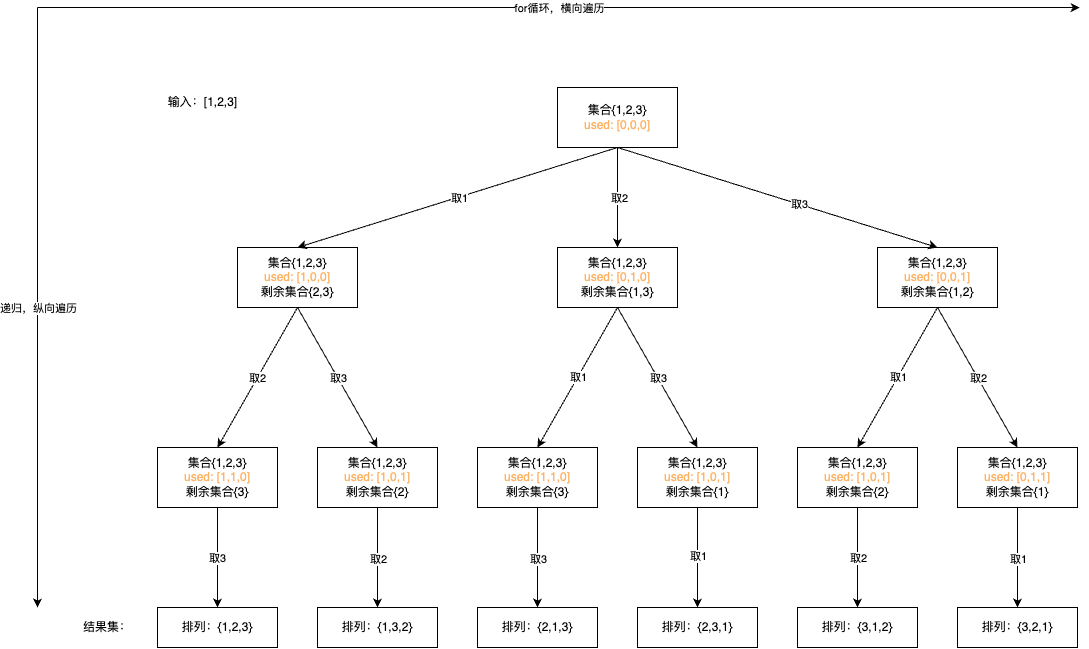 for循环，横向遍历
输入：[1,2,3]
集合{1,2,3}
used: [0,0,0]
取1
取2
取3
集合{1,2,3}
used: [1,0,0]
剩余集合{2,3}
集合{1,2,3}
used: [0,1,0]
剩余集合{1,3}
集合{1,2,3}
used: [0,0,1]
剩余集合{1,2}
递归，纵向遍历
取2
取3
取1
取3
取1
取2
集合{1,2,3}
used: [1,1,0]
剩余集合{3}
集合{1,2,3}
used: [1,0,1]
剩余集合{2}
集合{1,2,3}
used: [1,1,0]
剩余集合{3}
集合{1,2,3}
used: [1,0,1]
剩余集合{1}
集合{1,2,3}
used: [1,0,1]
剩余集合{2}
集合{1,2,3}
used: [0,1,1]
剩余集合{1}
取3
取2
取3
取1
取2
取1
结果集：
排列：{1,2,3}
排列：{1,3,2}
排列：{2,1,3}
排列：{2,3,1}
排列：{3,1,2}
排列：{3,2,1}